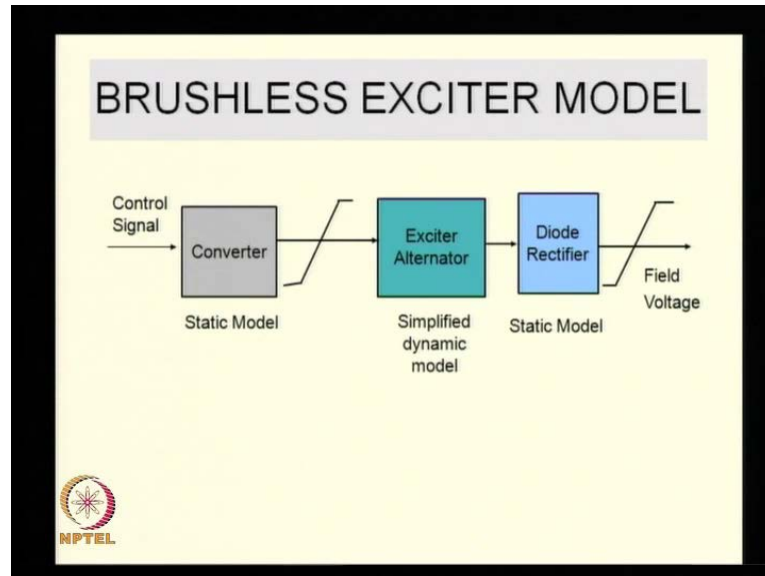 BRUSHLESS EXCITER MODEL
Control
Signal
Converter
Static Model
Exciter
Alternator
Simplified
dynamic
model
Diode
Rectifier
Static Model
Field
Voltage
NPTEL